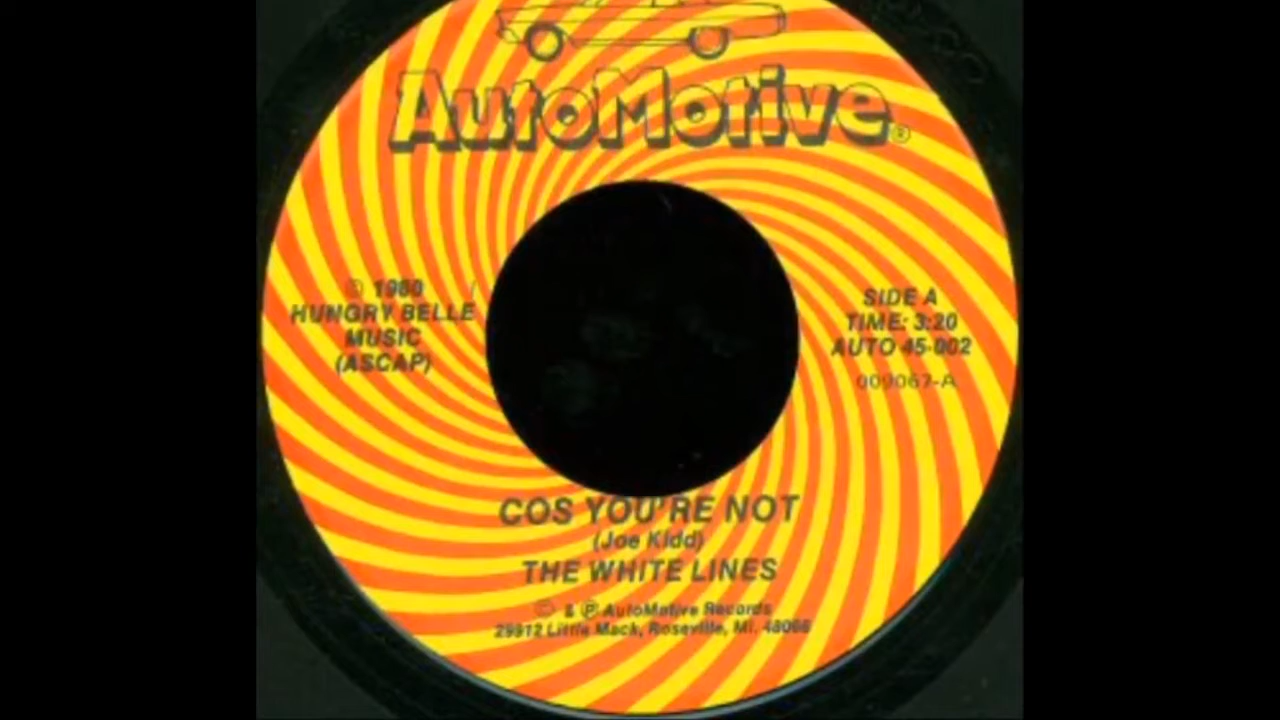 AutoMotive®
© 1980
HUNGRY BELLE
MUSIC
(ASCAP)
SIDE A
TIME: 3:20
AUTO 45-002
009067-A
COS YOU'RE NOT
(Joe Kidd)
THE WHITE LINES
© & ℗ AutoMotive Records
29912 Little Mack, Roseville, MI. 48066